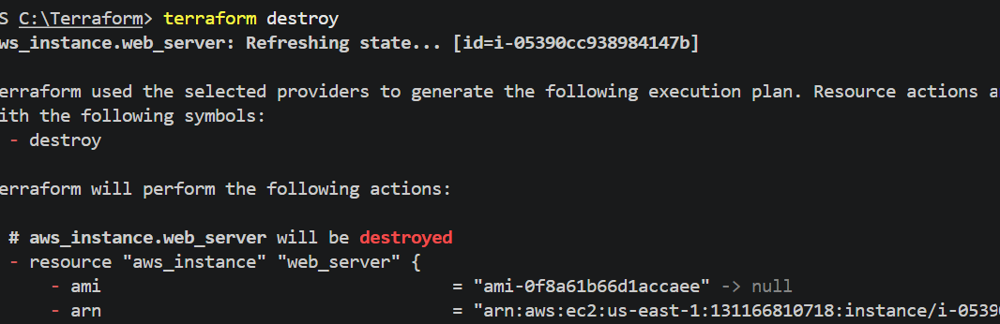 S C:\Terraform> terraform destroy
ws_instance.web_server: Refreshing state... [id=i-05390cc938984147b]
erraform used the selected providers to generate the following execution plan. Resource actions a
ith the following symbols:
- destroy
erraform will perform the following actions:
# aws_instance.web_server will be destroyed
- resource "aws_instance" "web_server" {
- ami = "ami-0f8a61b66d1accaee" -> null
- arn = "arn:aws:ec2:us-east-1:131166810718:instance/i-0539